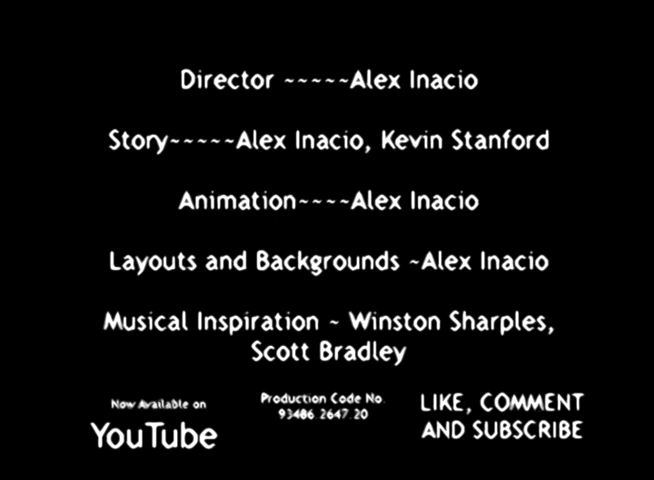 Director ~~~~~Alex Inacio
Story~~~~~Alex Inacio, Kevin Stanford
Animation~~~~Alex Inacio
Layouts and Backgrounds ~Alex Inacio
Musical Inspiration ~ Winston Sharples,
Scott Bradley
Now Available on
YouTube
Production Code No.
93486.2647.20
LIKE, COMMENT
AND SUBSCRIBE